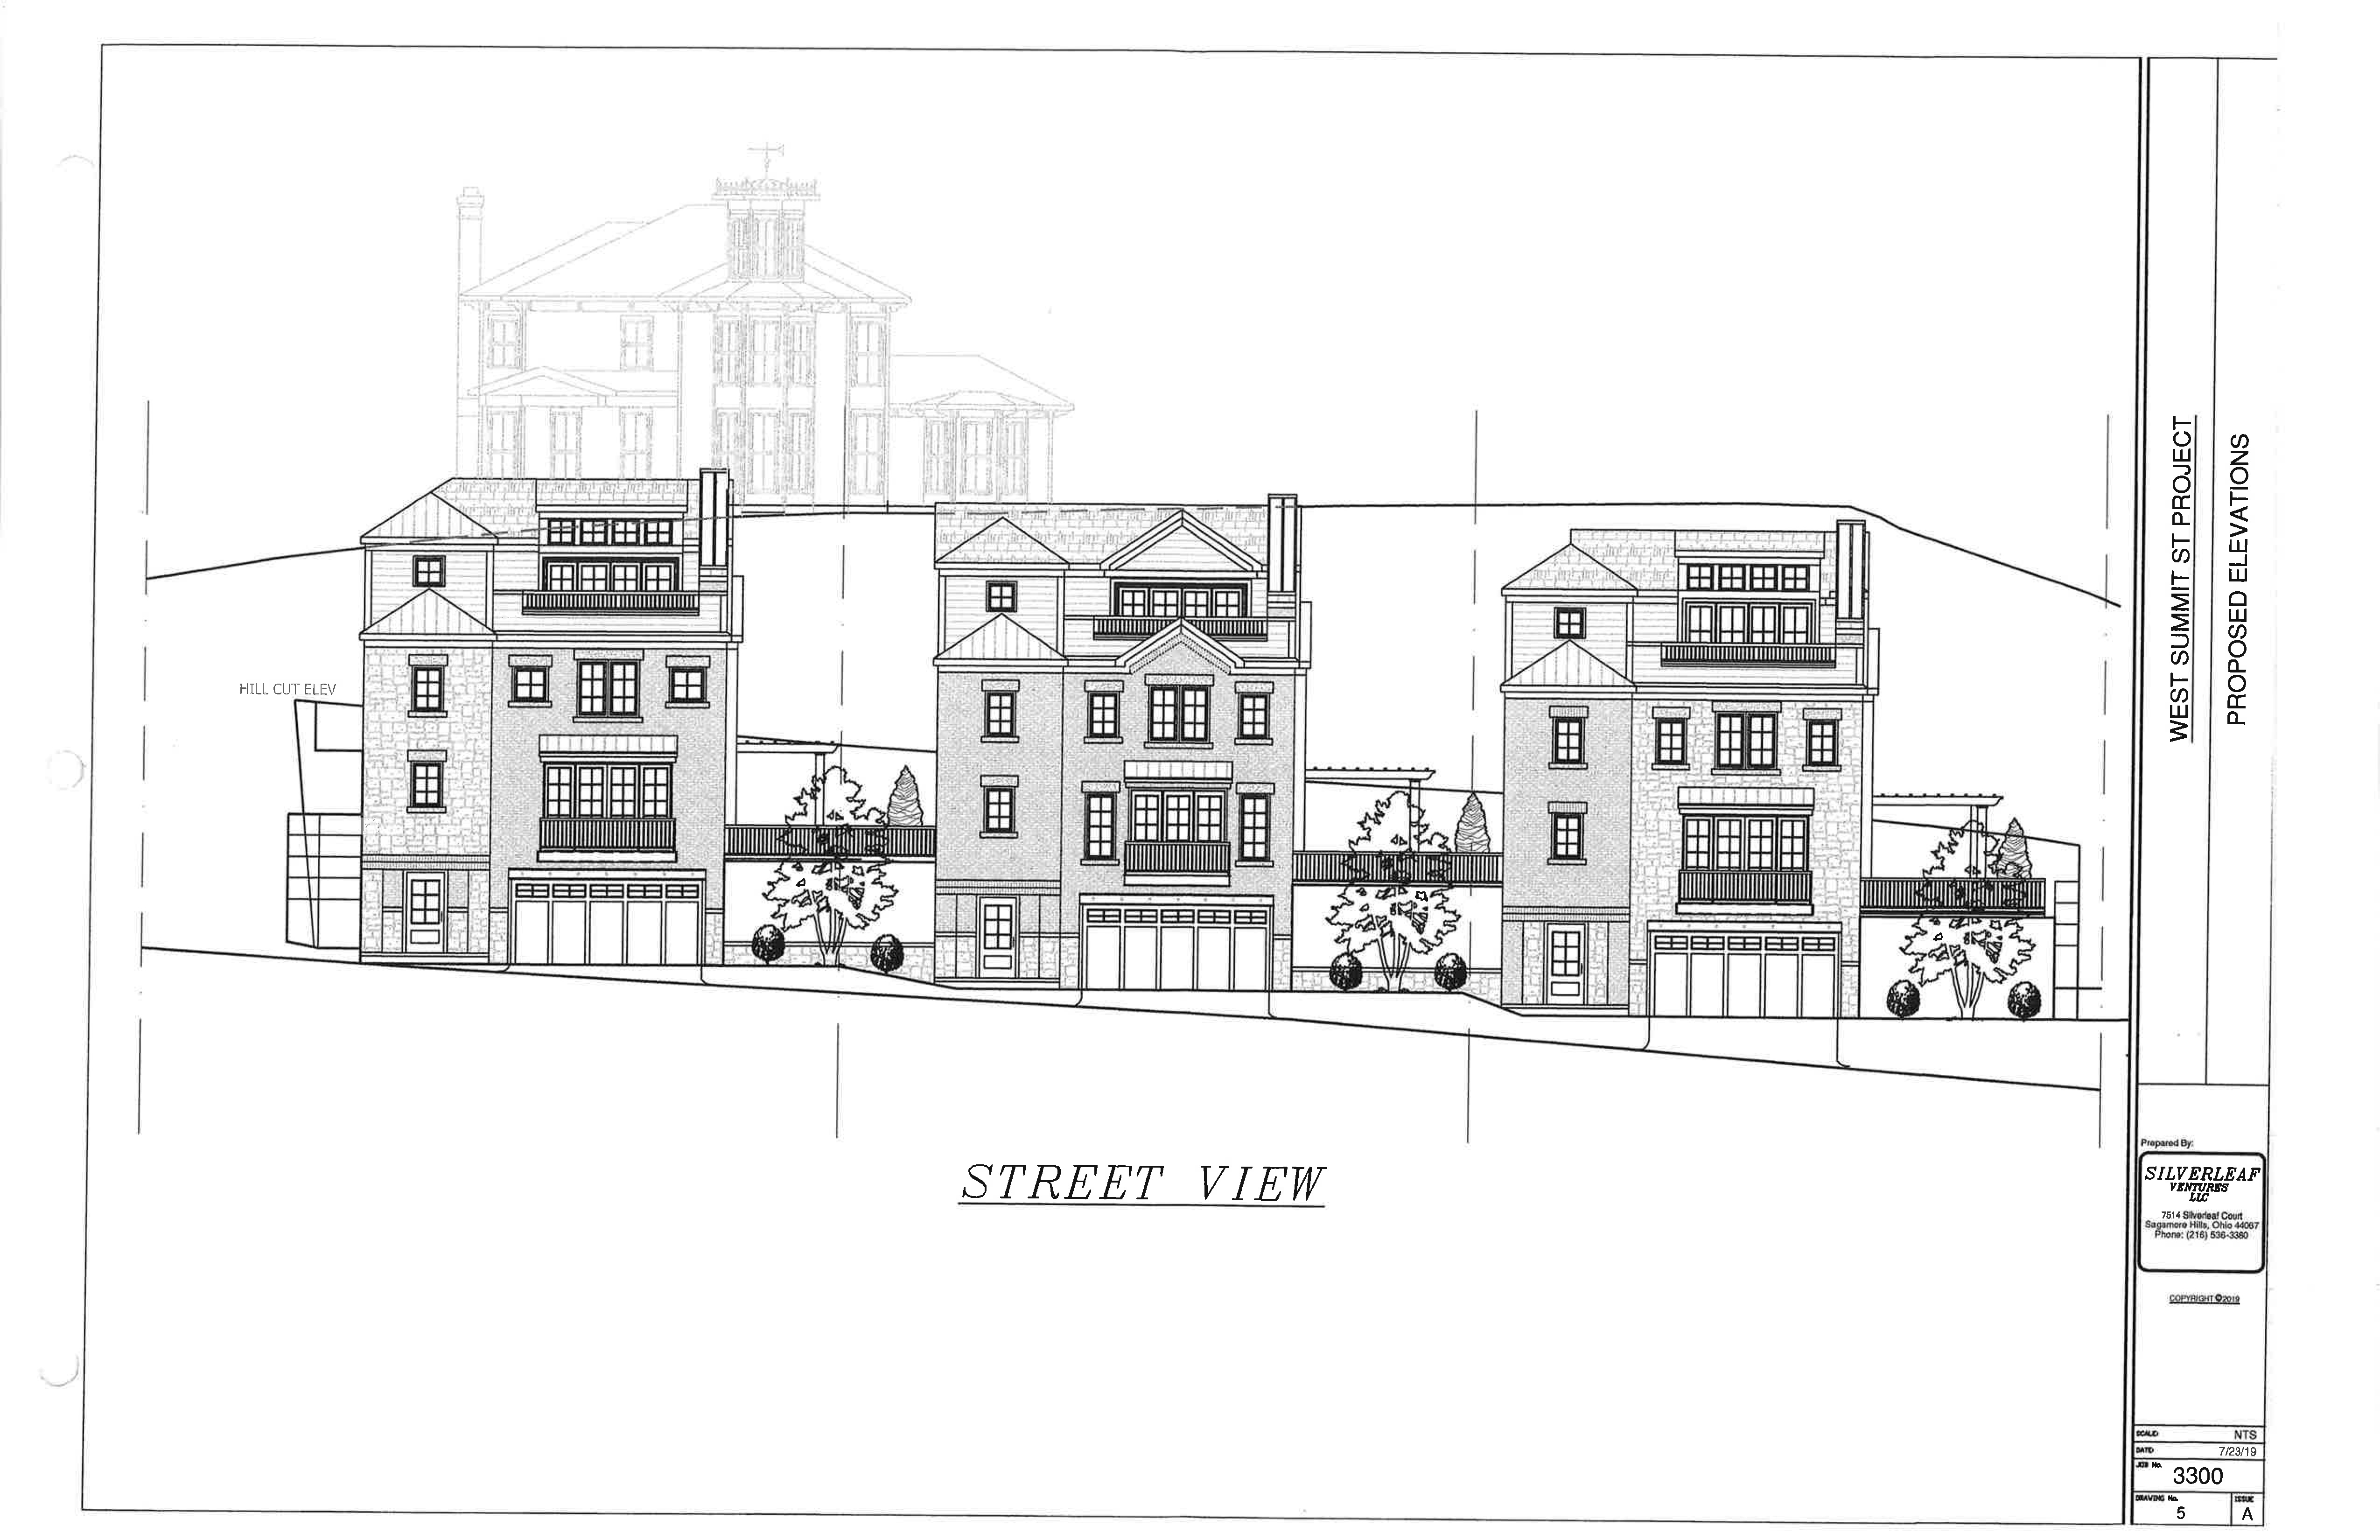 HILL CUT ELEV
STREET VIEW
WEST SUMMIT ST PROJECT
PROPOSED ELEVATIONS
Prepared By:
SILVERLEAF
VENTURES
LLC
7514 Silverleaf Court
Sagamore Hills, Ohio 44067
Phone: (216) 536-3380
COPYRIGHT © 2019
SCALE: NTS
DATE: 7/23/19
JOB No. 3300
DRAWING No. 5
ISSUE A